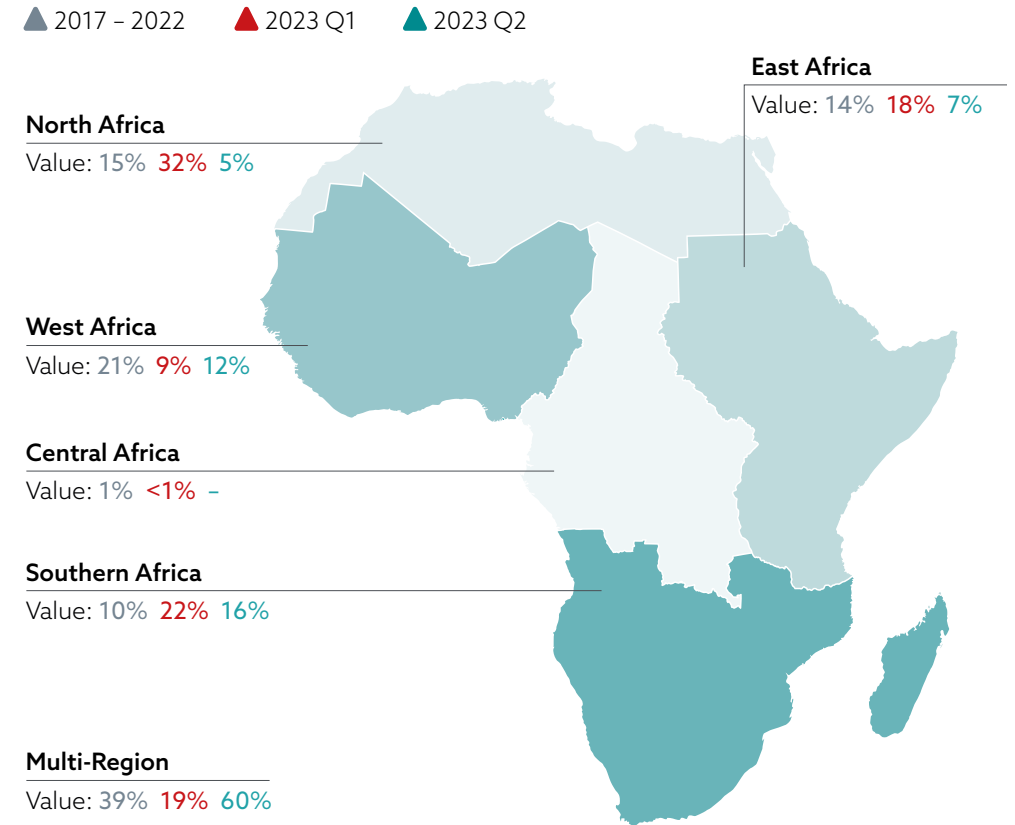 2017 – 2022 2023 Q1 2023 Q2
East Africa
Value: 14% 18% 7%
North Africa
Value: 15% 32% 5%
West Africa
Value: 21% 9% 12%
Central Africa
Value: 1% <1% –
Southern Africa
Value: 10% 22% 16%
Multi-Region
Value: 39% 19% 60%